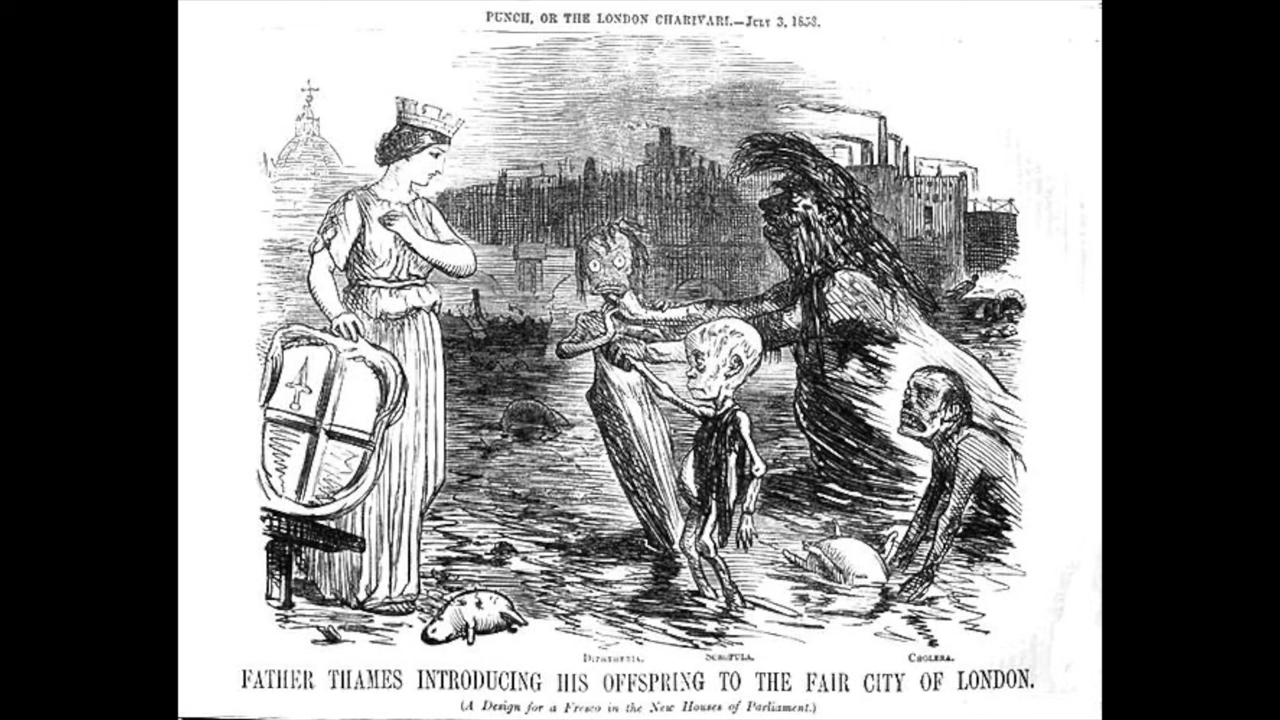 PUNCH, OR THE LONDON CHARIVARI.—JULY 3, 1858.
DIPHTHERIA. SCROFULA. CHOLERA.
FATHER THAMES INTRODUCING HIS OFFSPRING TO THE FAIR CITY OF LONDON.
(A Design for a Fresco in the New Houses of Parliament.)